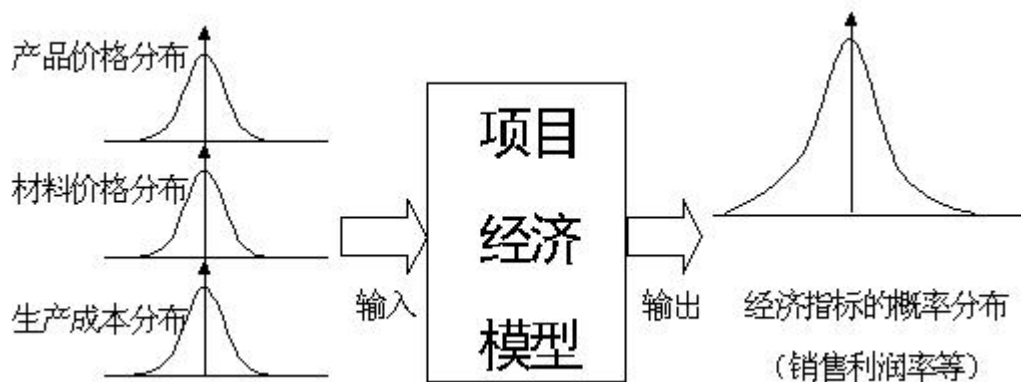 产品价格分布
材料价格分布
生产成本分布
输入
项目
经济
模型
输出
经济指标的概率分布
（销售利润率等）